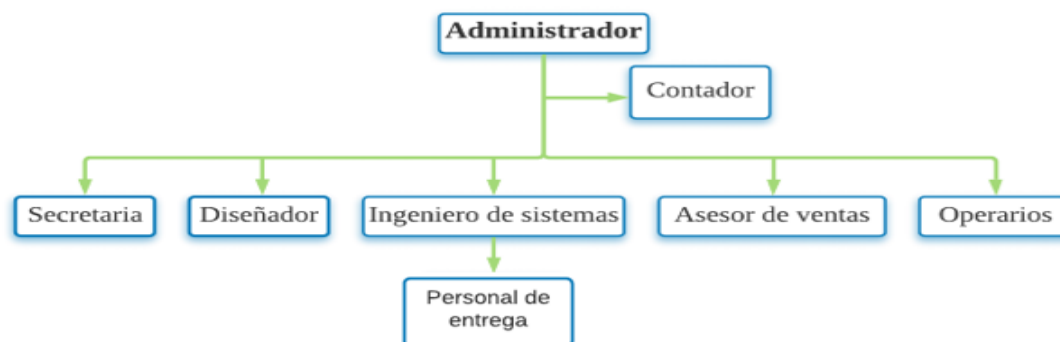 Administrador
Contador
Secretaria
Diseñador
Ingeniero de sistemas
Asesor de ventas
Operarios
Personal de
entrega